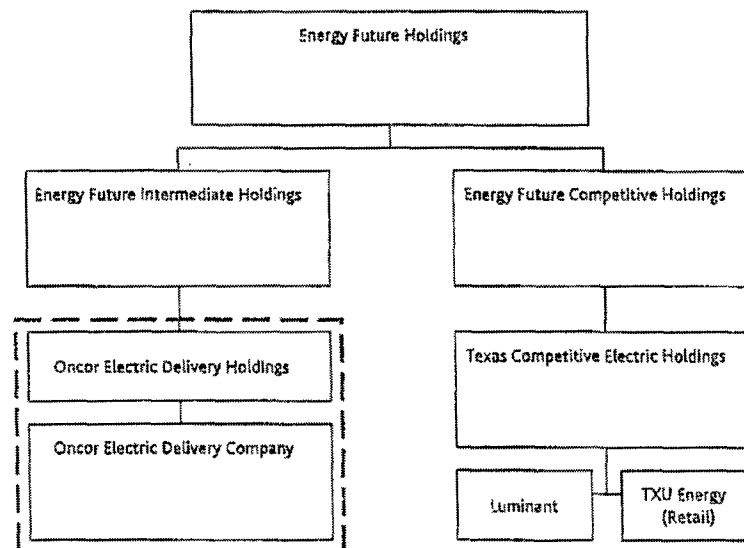 Energy Future Holdings
Energy Future Intermediate Holdings
Energy Future Competitive Holdings
Oncor Electric Delivery Holdings
Texas Competitive Electric Holdings
Oncor Electric Delivery Company
Luminant
TXU Energy
(Retail)